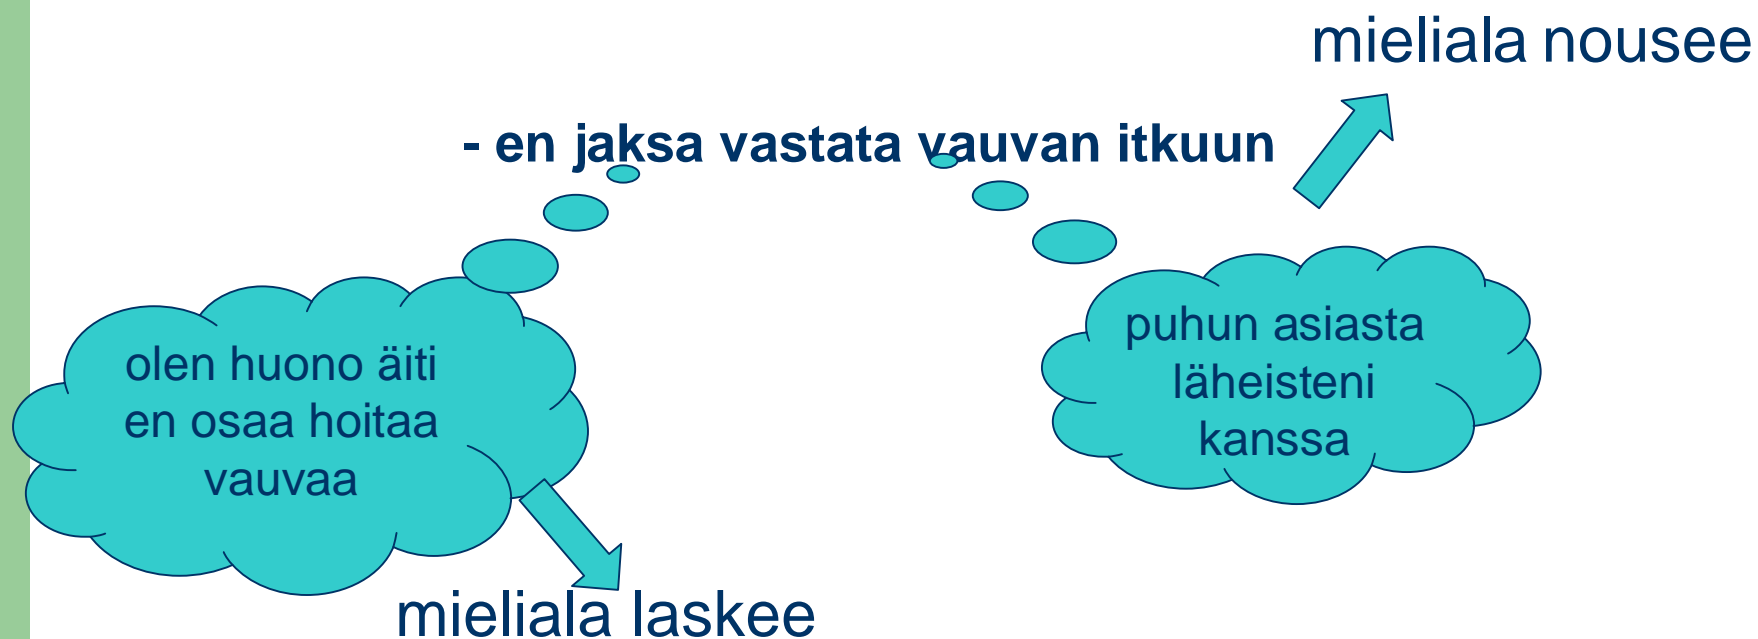 mieliala nousee
- en jaksa vastata vauvan itkuun
olen huono äiti
en osaa hoitaa
vauvaa
puhun asiasta
läheisteni
kanssa
mieliala laskee